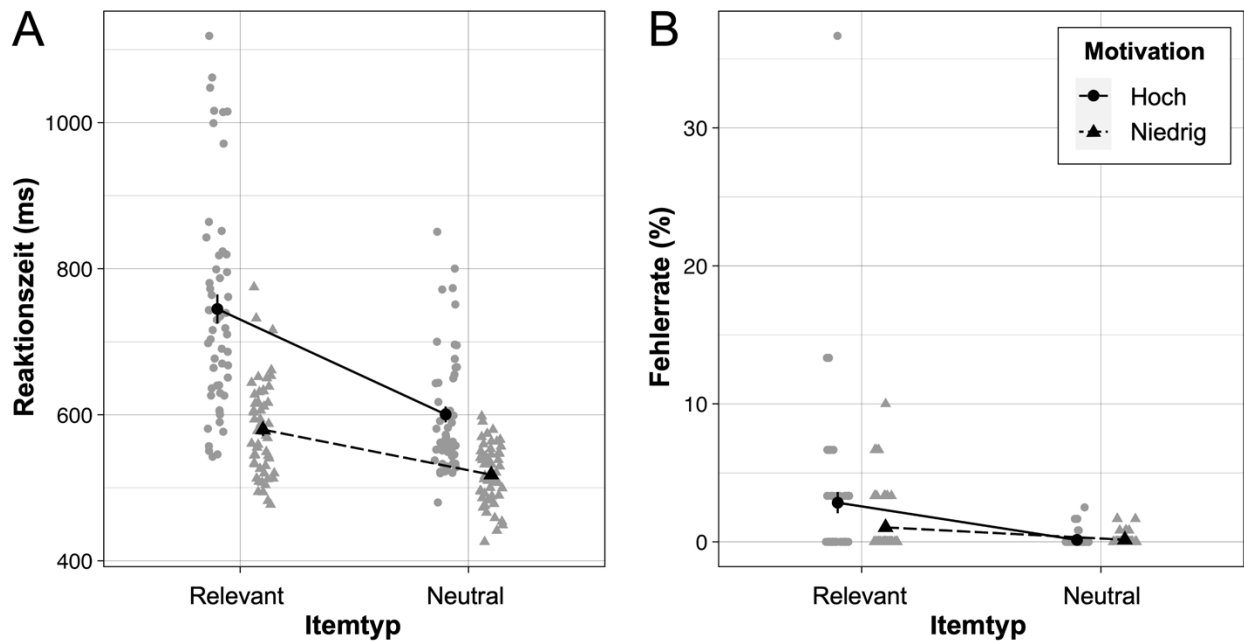 A
Reaktionszeit (ms)
1000
800
600
400
Relevant
Neutral
Itemtyp
B
Fehlerrate (%)
30
20
10
0
Motivation
Hoch
Niedrig
Relevant
Neutral
Itemtyp